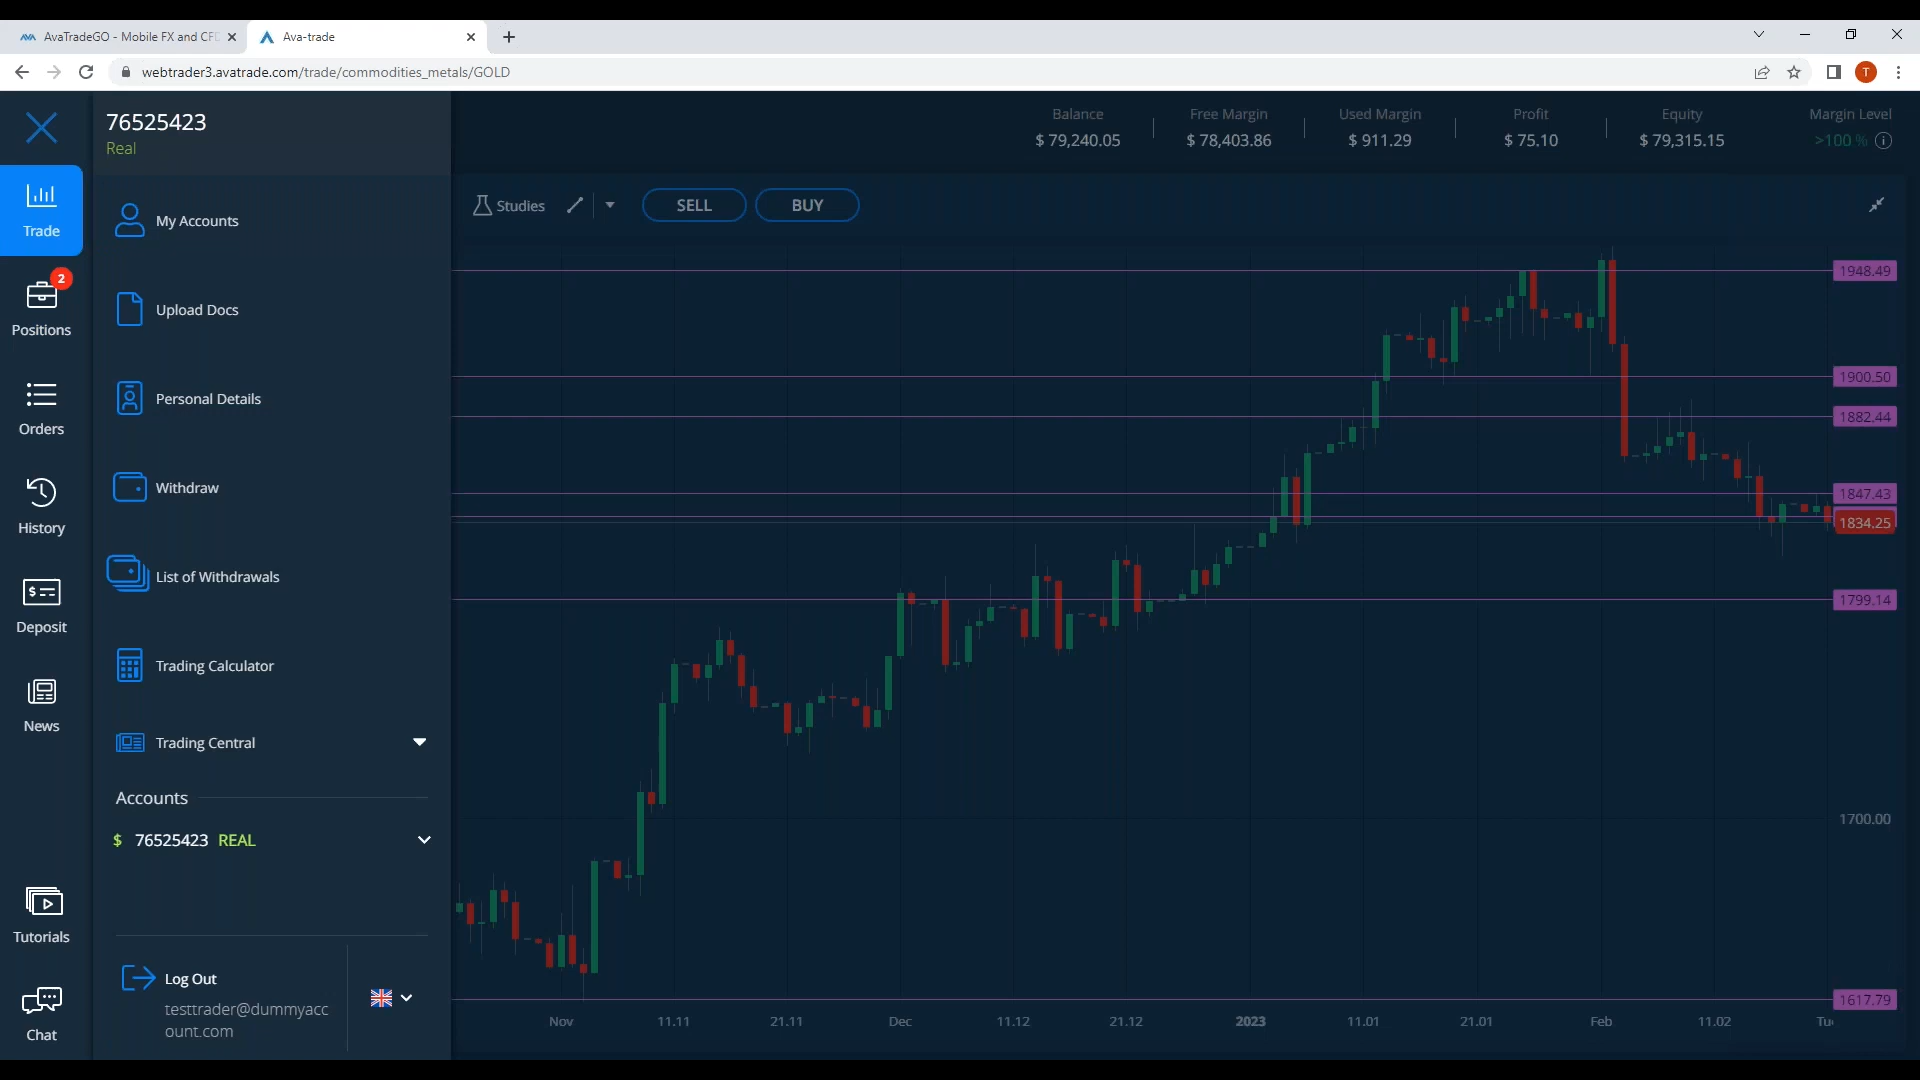 AvaTradeGO - Mobile FX and CFD
Ava-trade
webtrader3.avatrade.com/trade/commodities_metals/GOLD
T
76525423
Real
Balance
$ 79,240.05
Free Margin
$ 78,403.86
Used Margin
$ 911.29
Profit
$ 75.10
Equity
$ 79,315.15
Margin Level
>100 %
Trade
2
Positions
Orders
History
Deposit
News
Tutorials
Chat
My Accounts
Upload Docs
Personal Details
Withdraw
List of Withdrawals
Trading Calculator
Trading Central
Accounts
$ 76525423 REAL
Log Out
testtrader@dummyacc
ount.com
Studies
SELL
BUY
1948.49
1900.50
1882.44
1847.43
1834.25
1799.14
1700.00
1617.79
Nov 11.11 21.11 Dec 11.12 21.12 2023 11.01 21.01 Feb 11.02 Tu